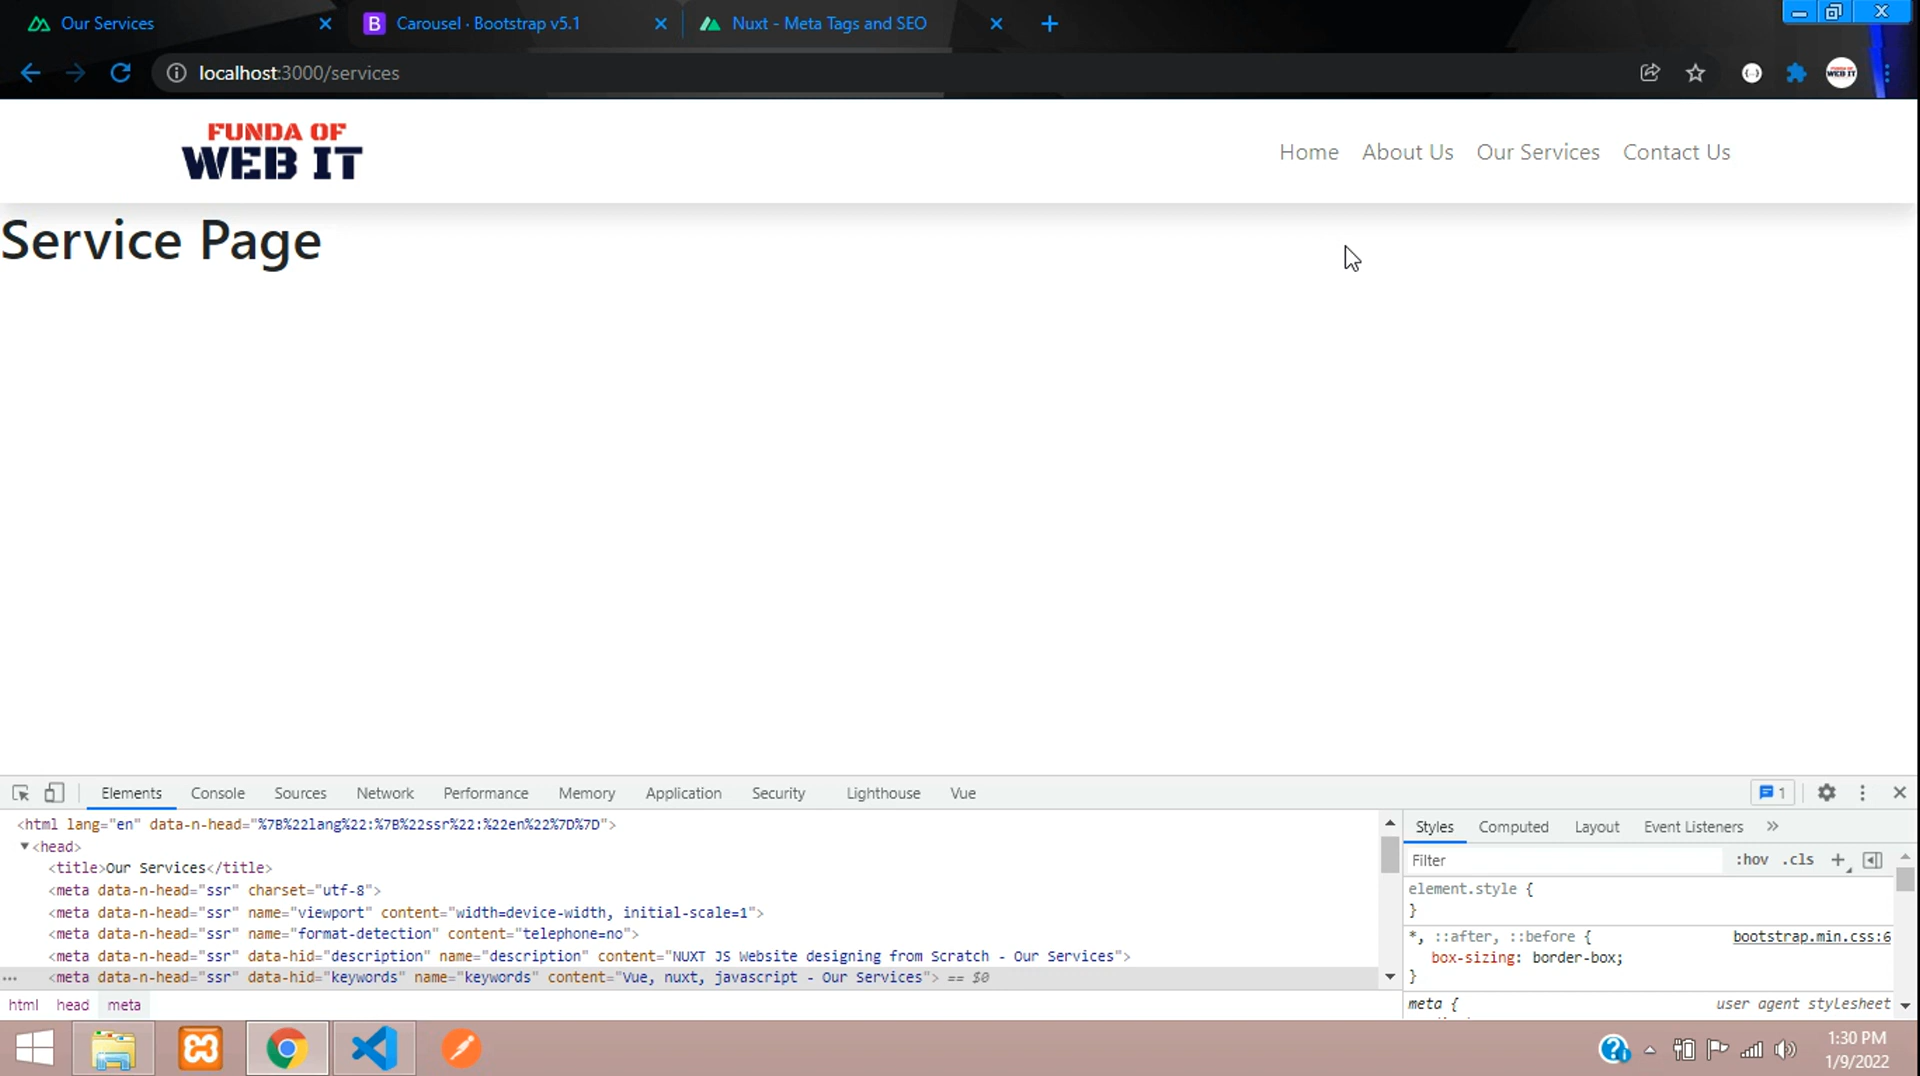 Our Services
Carousel · Bootstrap v5.1
Nuxt - Meta Tags and SEO
localhost:3000/services
WEB IT
FUNDA OF
WEB IT
Home
About Us
Our Services
Contact Us
Service Page
Elements
Console
Sources
Network
Performance
Memory
Application
Security
Lighthouse
Vue
1
<html lang="en" data-n-head="%7B%22lang%22:%7B%22ssr%22:%22en%22%7D%7D">
<head>
<title>Our Services</title>
<meta data-n-head="ssr" charset="utf-8">
<meta data-n-head="ssr" name="viewport" content="width=device-width, initial-scale=1">
<meta data-n-head="ssr" name="format-detection" content="telephone=no">
<meta data-n-head="ssr" data-hid="description" name="description" content="NUXT JS Website designing from Scratch - Our Services">
<meta data-n-head="ssr" data-hid="keywords" name="keywords" content="Vue, nuxt, javascript - Our Services"> == $0
html
head
meta
Styles
Computed
Layout
Event Listeners
Filter
:hov
.cls
element.style {
}
*, ::after, ::before {
bootstrap.min.css:6
box-sizing: border-box;
}
meta {
user agent stylesheet
1:30 PM
1/9/2022